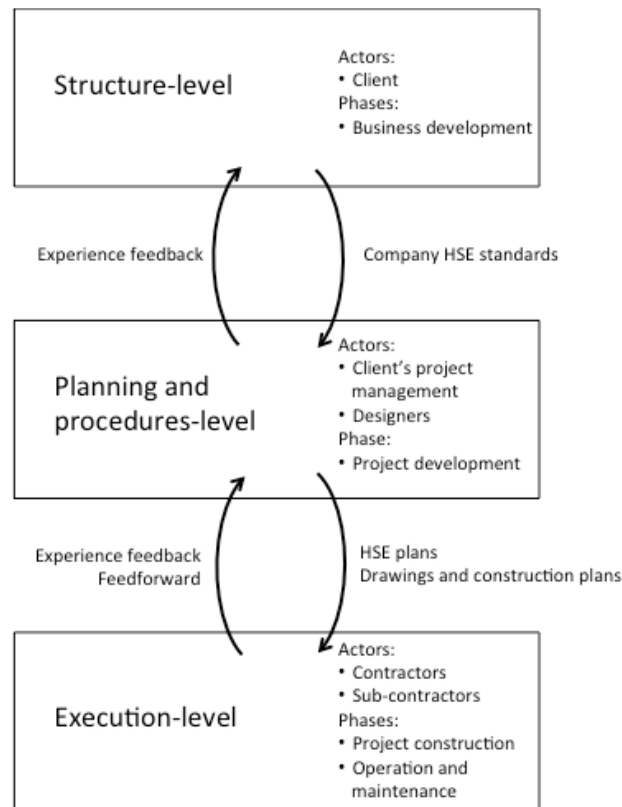 Structure-level
Actors:
• Client
Phases:
• Business development
Experience feedback
Company HSE standards
Planning and
procedures-level
Actors:
• Client’s project
management
• Designers
Phase:
• Project development
Experience feedback
Feedforward
HSE plans
Drawings and construction plans
Execution-level
Actors:
• Contractors
• Sub-contractors
Phases:
• Project construction
• Operation and
maintenance